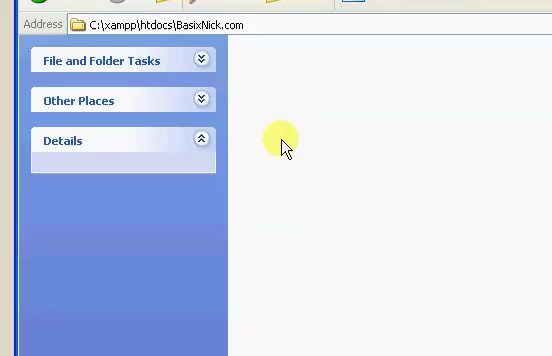 Address C:\xampp\htdocs\BasixNick.com
File and Folder Tasks
Other Places
Details